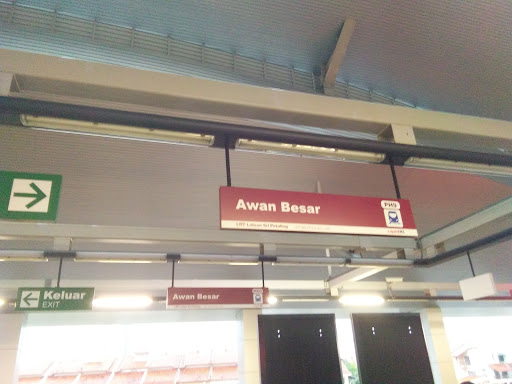 Awan Besar
PH9
LRT Laluan Sri Petaling
Keluar
EXIT
Awan Besar